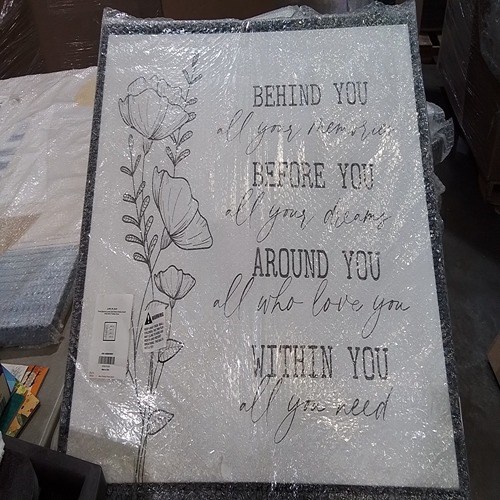 BEHIND YOU
all your memories
BEFORE YOU
all your dreams
AROUND YOU
all who love you
WITHIN YOU
all you need
WARNING